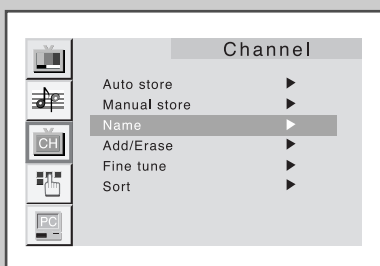 Channel
Auto store ▶
Manual store ▶
Name ▶
Add/Erase ▶
Fine tune ▶
Sort ▶
CH
PC